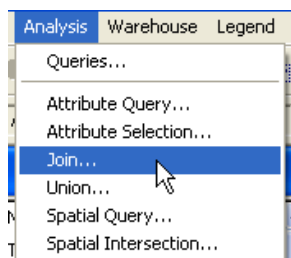 Analysis Warehouse Legend
Queries...
Attribute Query...
Attribute Selection...
Join...
Union...
Spatial Query...
Spatial Intersection...